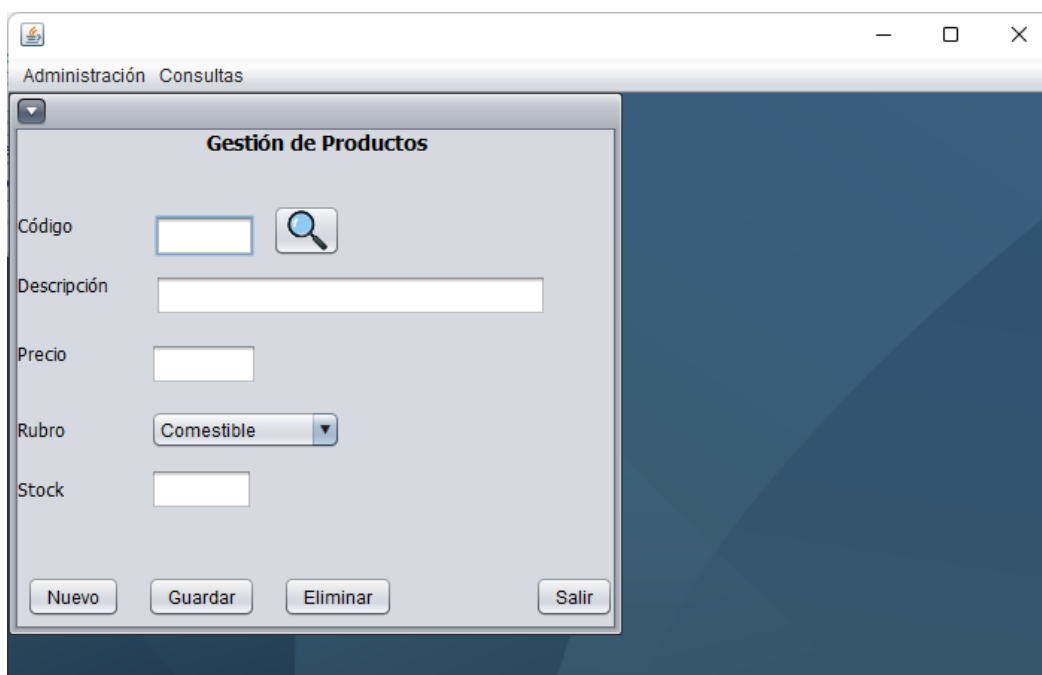 Administración Consultas
Gestión de Productos
Código
Descripción
Precio
Rubro Comestible
Stock
Nuevo Guardar Eliminar Salir